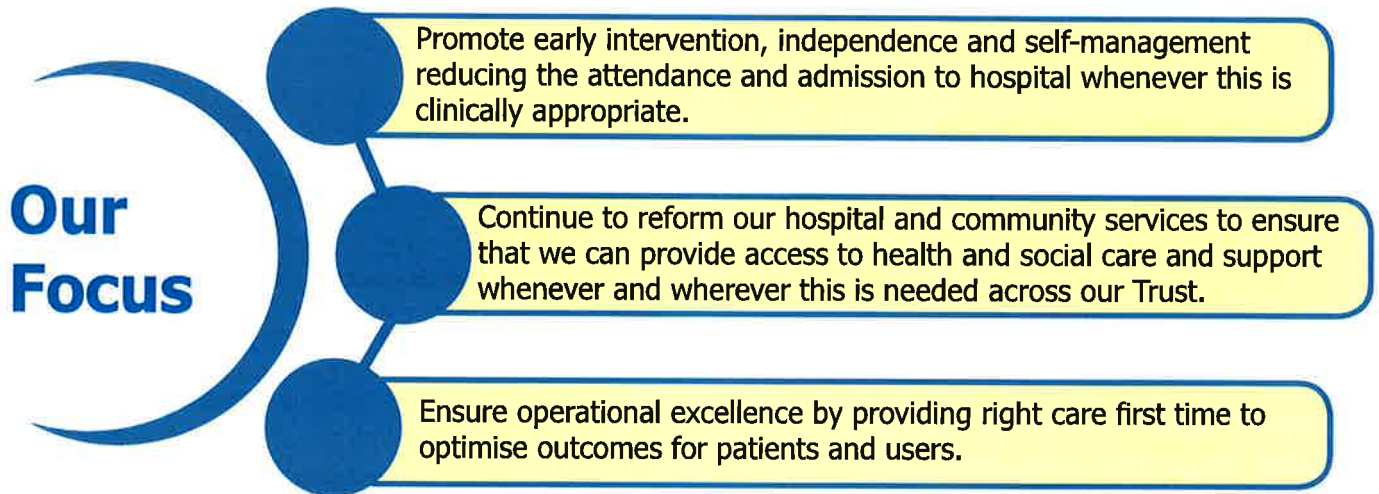 Our
Focus
Promote early intervention, independence and self-management
reducing the attendance and admission to hospital whenever this is
clinically appropriate.
Continue to reform our hospital and community services to ensure
that we can provide access to health and social care and support
whenever and wherever this is needed across our Trust.
Ensure operational excellence by providing right care first time to
optimise outcomes for patients and users.